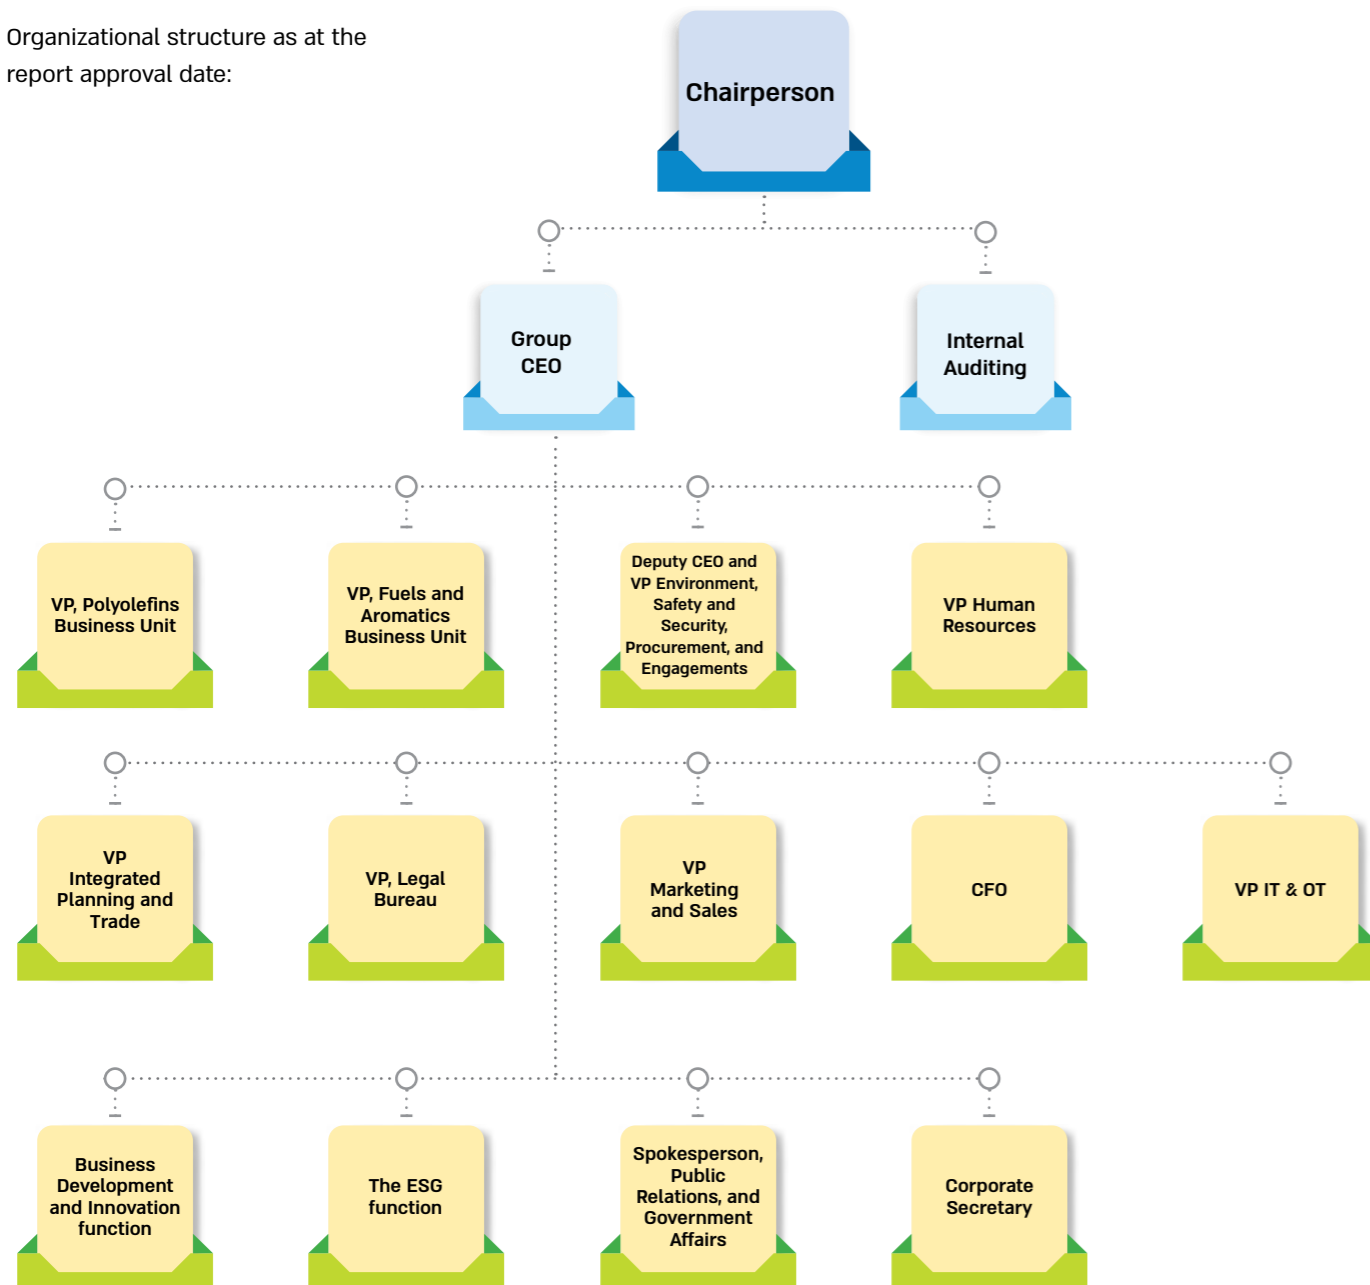 Organizational structure as at the
report approval date:
Chairperson
Group
CEO
Internal
Auditing
VP, Polyolefins
Business Unit
VP, Fuels and
Aromatics
Business Unit
Deputy CEO and
VP Environment,
Safety and
Security,
Procurement, and
Engagements
VP Human
Resources
VP
Integrated
Planning and
Trade
VP, Legal
Bureau
VP
Marketing
and Sales
CFO
VP IT & OT
Business
Development
and Innovation
function
The ESG
function
Spokesperson,
Public
Relations, and
Government
Affairs
Corporate
Secretary